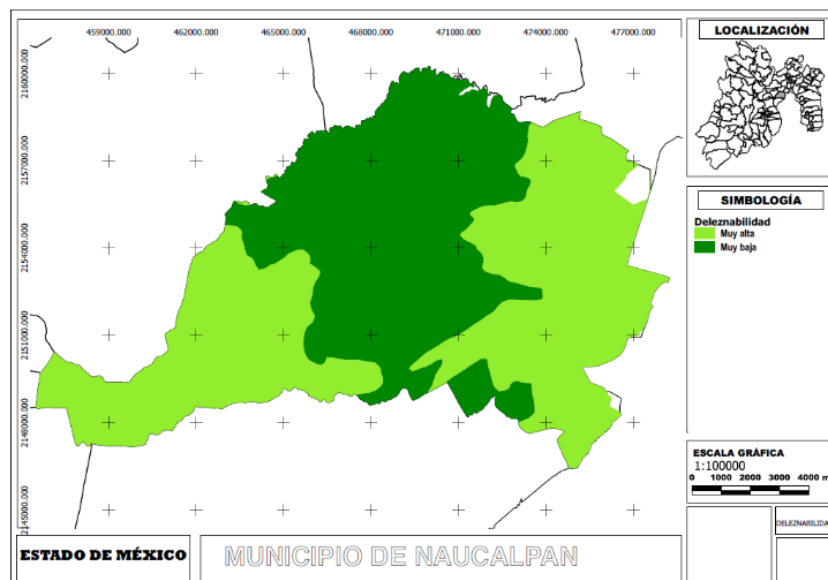 459000.000 462000.000 465000.000 468000.000 471000.000 474000.000 477000.000
2160000.000
2157000.000
2154000.000
2151000.000
2148000.000
2145000.000
LOCALIZACIÓN
SIMBOLOGÍA
Deleznabilidad
Muy alta
Muy baja
ESCALA GRÁFICA
1:100000
0 1000 2000 3000 4000 m
DELEZNABILIDA
ESTADO DE MÉXICO
MUNICIPIO DE NAUCALPAN